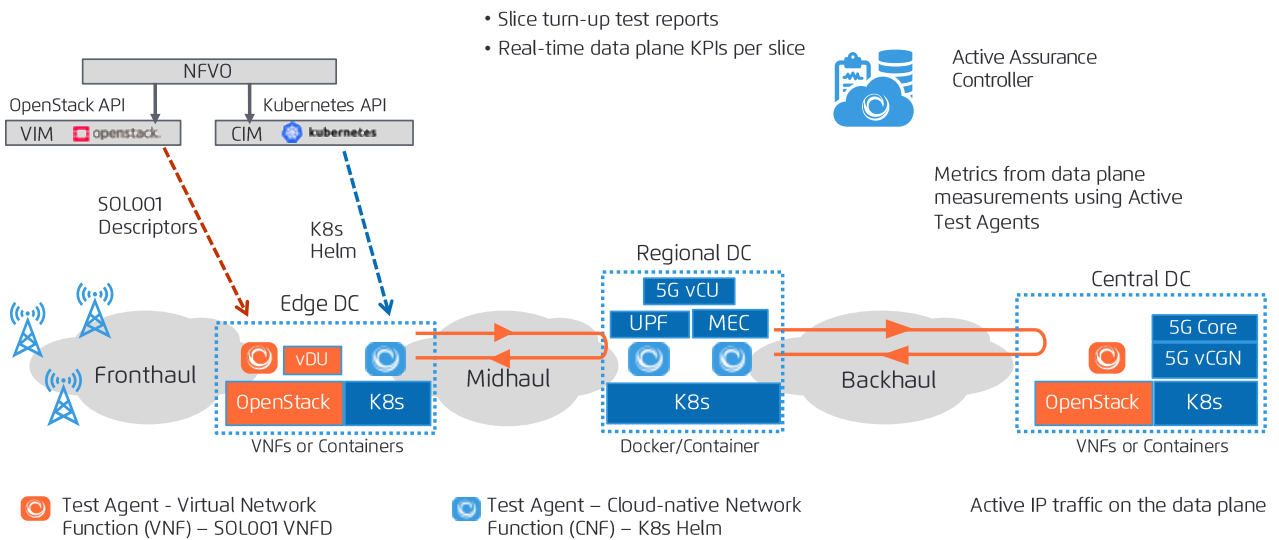 • Slice turn-up test reports
• Real-time data plane KPIs per slice
Active Assurance
Controller
NFVO
OpenStack API
Kubernetes API
VIM openstack.
CIM kubernetes
Metrics from data plane
measurements using Active
Test Agents
SOL001
Descriptors
K8s
Helm
Regional DC
5G vCU
UPF
MEC
K8s
Docker/Container
Edge DC
vDU
OpenStack
K8s
VNFs or Containers
Central DC
5G Core
5G vCGN
OpenStack
K8s
VNFs or Containers
Fronthaul
Midhaul
Backhaul
Test Agent - Virtual Network
Function (VNF) – SOL001 VNFD
Test Agent – Cloud-native Network
Function (CNF) – K8s Helm
Active IP traffic on the data plane